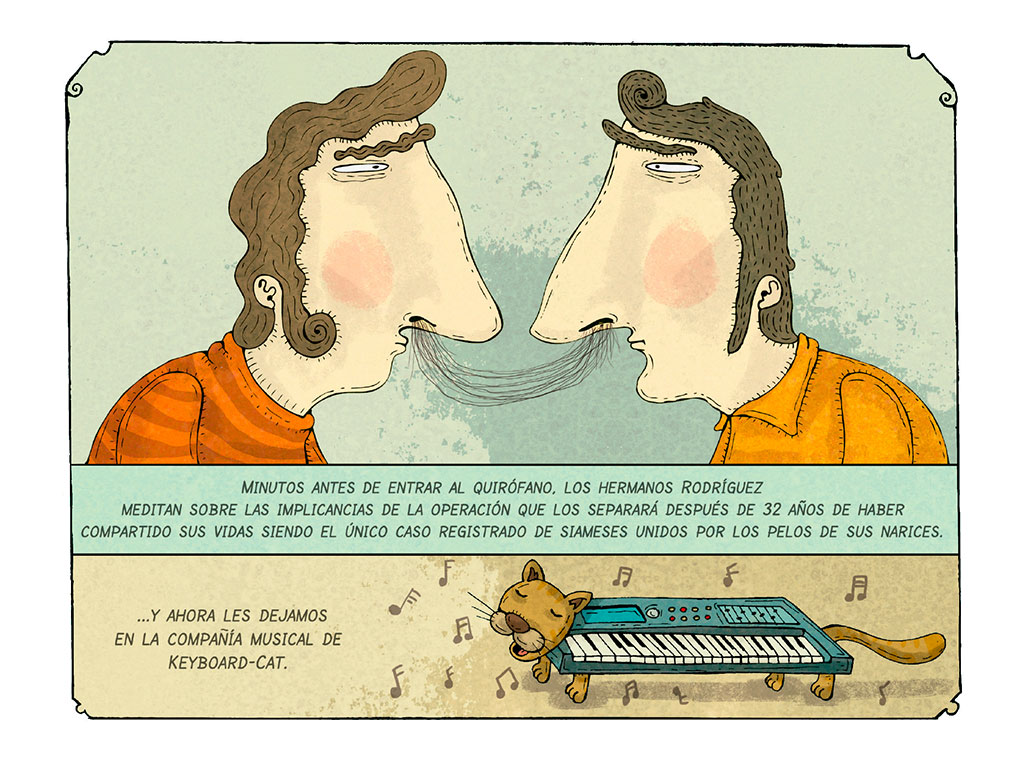 Minutos antes de entrar al quirófano, los hermanos Rodríguez
meditan sobre las implicancias de la operación que los separará después de 32 años de haber
compartido sus vidas siendo el único caso registrado de siameses unidos por los pelos de sus narices.
...Y ahora les dejamos
en la compañía musical de
Keyboard-Cat.